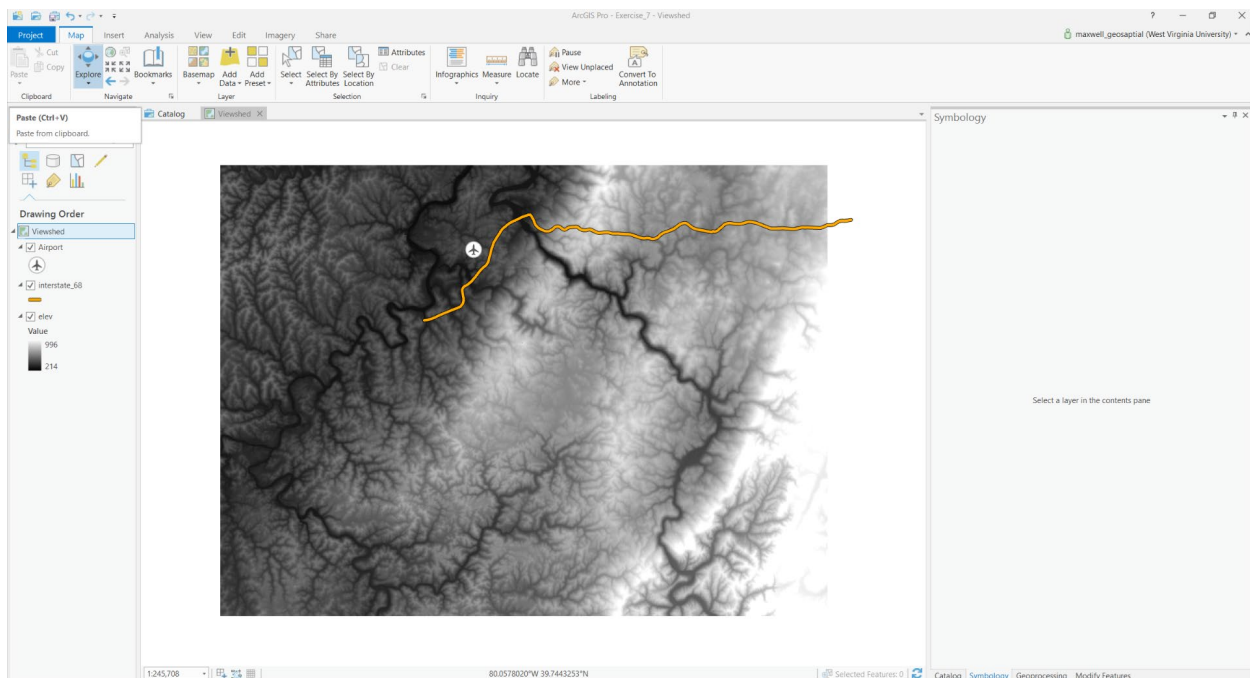 ArcGIS Pro - Exercise_7 - Viewshed
?
Project Map Insert Analysis View Edit Imagery Share
maxwell_geosaptial (West Virginia University)
Paste
Cut
Copy
Clipboard
Explore
Bookmarks
Navigate
Basemap
Add Data
Add Preset
Layer
Select
Select By Attributes
Select By Location
Attributes
Clear
Selection
Infographics
Measure
Locate
Inquiry
Pause
View Unplaced
More
Convert To Annotation
Labeling
Paste (Ctrl+V)
Paste from clipboard.
Catalog
Viewshed
Symbology
Drawing Order
Viewshed
Airport
interstate_68
elev
Value
996
214
Select a layer in the contents pane
1:245,708
80.0578020°W 39.7443253°N
Selected Features: 0
Catalog Symbology Geoprocessing Modify Features